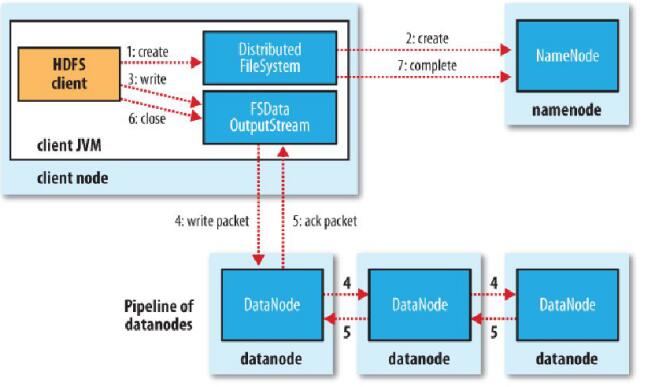 HDFS
client
1: create
3: write
6: close
Distributed
FileSystem
FSData
OutputStream
client JVM
client node
2: create
7: complete
NameNode
namenode
4: write packet
5: ack packet
Pipeline of
datanodes
DataNode
datanode
4
5
DataNode
datanode
4
5
DataNode
datanode